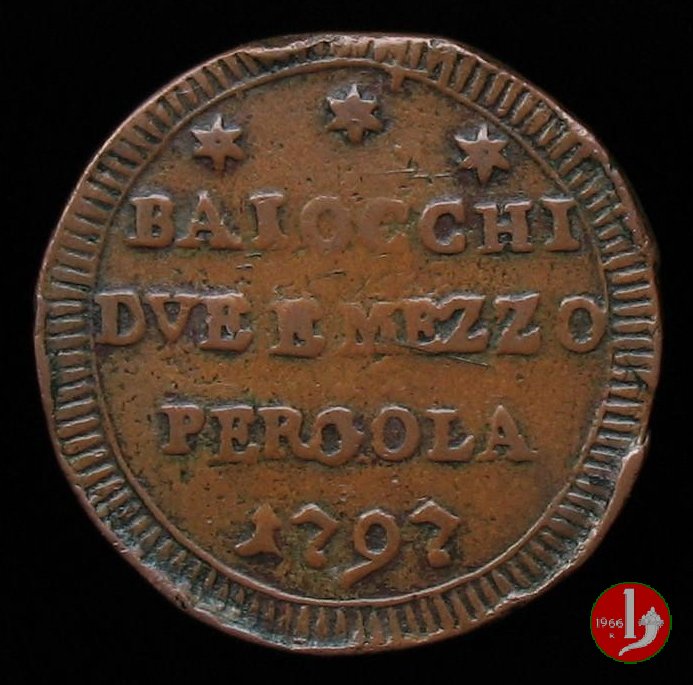 BAIOCCHI
DVE E MEZZO
PERGOLA
1797
1966
K